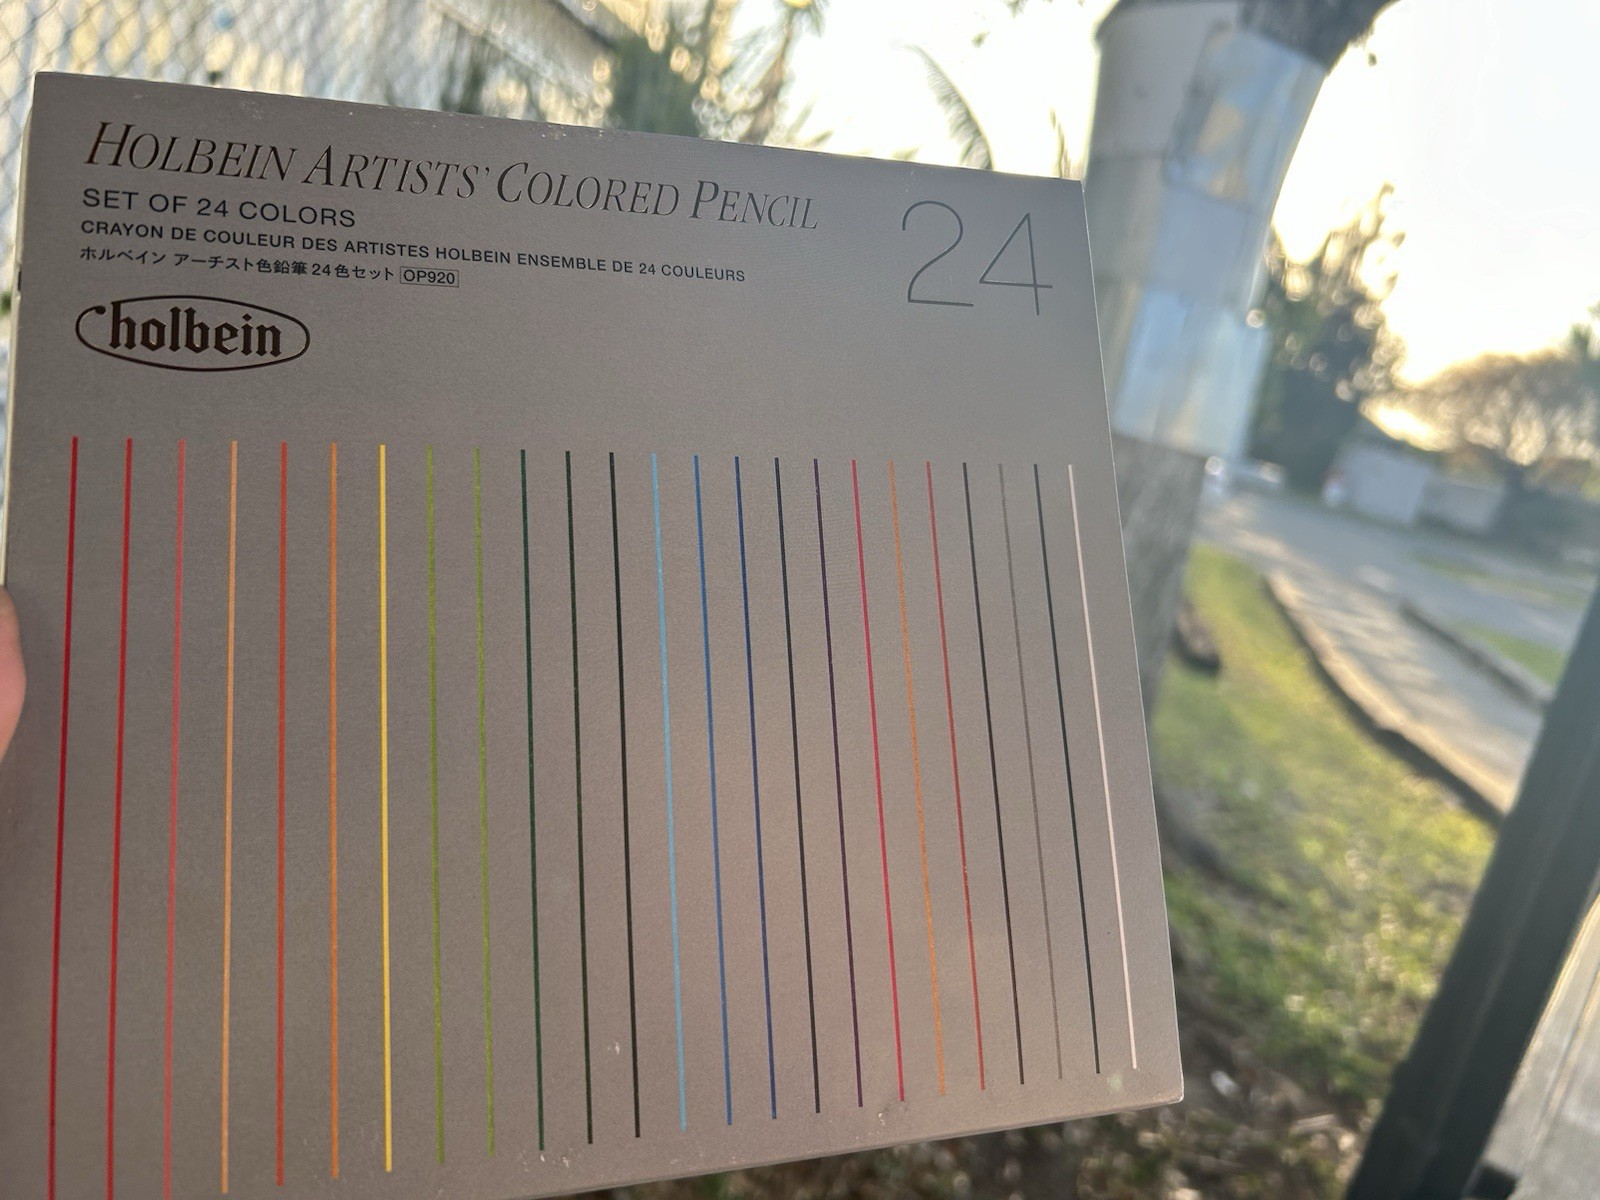 HOLBEIN ARTISTS' COLORED PENCIL
24
SET OF 24 COLORS
CRAYON DE COULEUR DES ARTISTES HOLBEIN ENSEMBLE DE 24 COULEURS
ホルベイン アーチスト色鉛筆 24色セット OP920
holbein